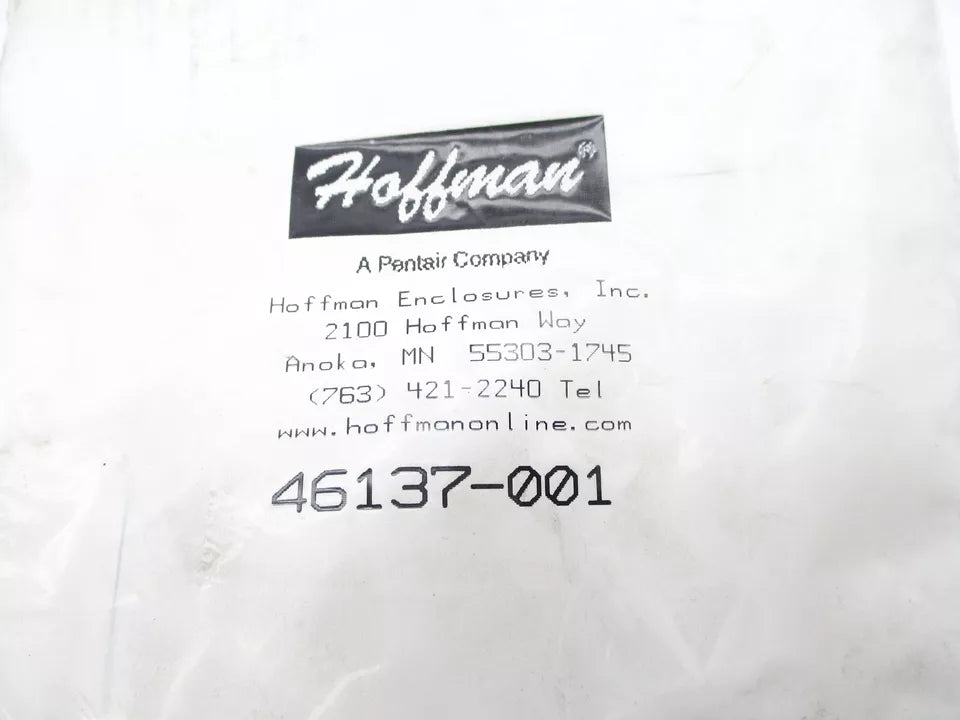 Hoffman®
A Pentair Company
Hoffman Enclosures, Inc.
2100 Hoffman Way
Anoka, MN 55303-1745
(763) 421-2240 Tel
www.hoffmanonline.com
46137-001